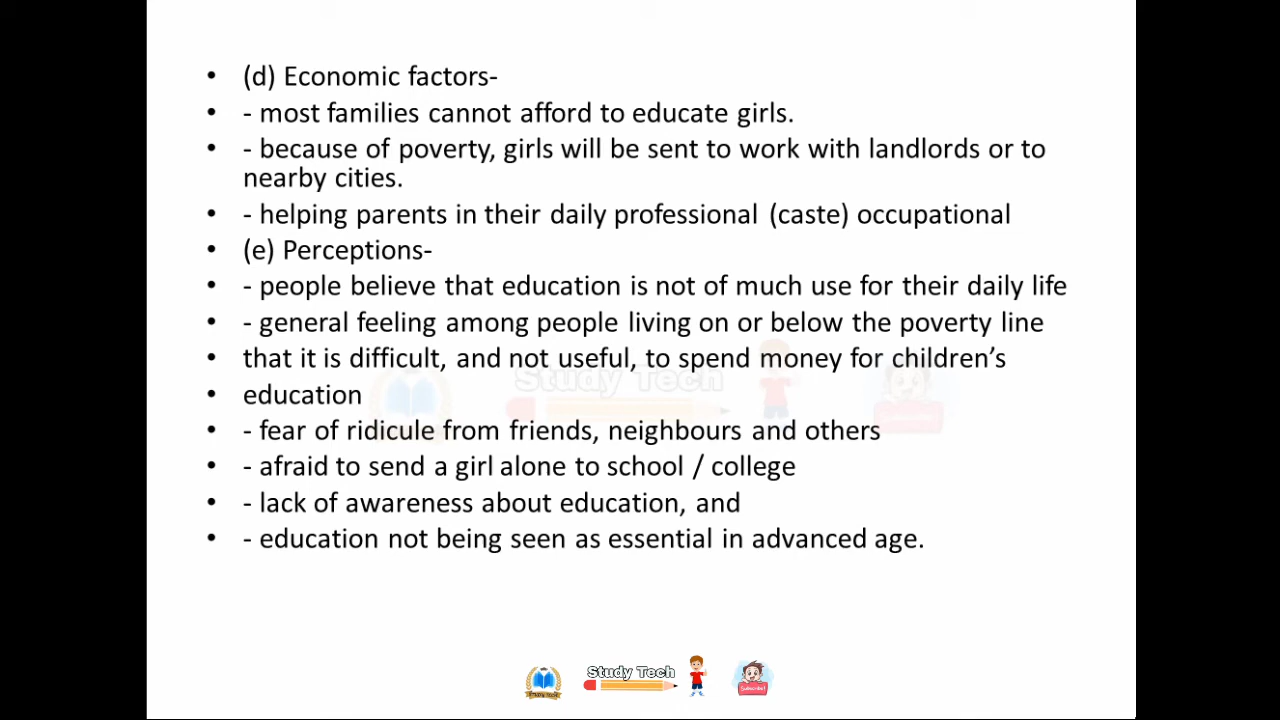 • (d) Economic factors-
• - most families cannot afford to educate girls.
• - because of poverty, girls will be sent to work with landlords or to
nearby cities.
• - helping parents in their daily professional (caste) occupational
• (e) Perceptions-
• - people believe that education is not of much use for their daily life
• - general feeling among people living on or below the poverty line
• that it is difficult, and not useful, to spend money for children’s
• education
• - fear of ridicule from friends, neighbours and others
• - afraid to send a girl alone to school / college
• - lack of awareness about education, and
• - education not being seen as essential in advanced age.
Study Tech
Study Tech
Subscribe!